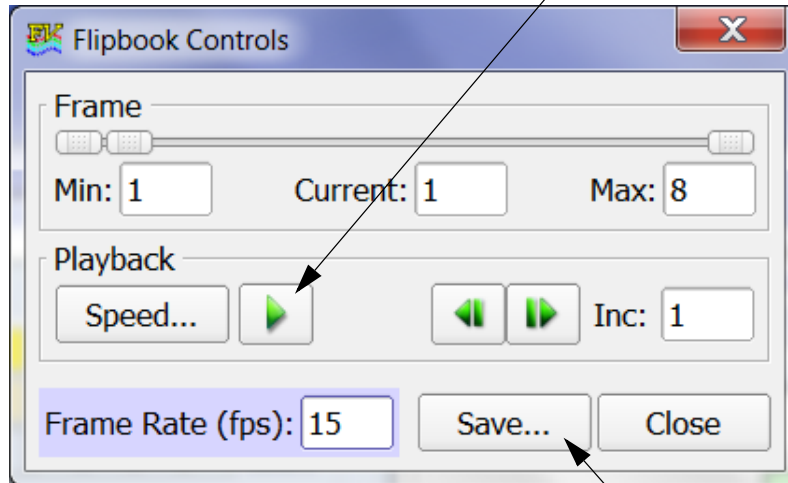 Flipbook Controls
Frame
Min: 1 Current: 1 Max: 8
Playback
Speed... Inc: 1
Frame Rate (fps): 15 Save... Close